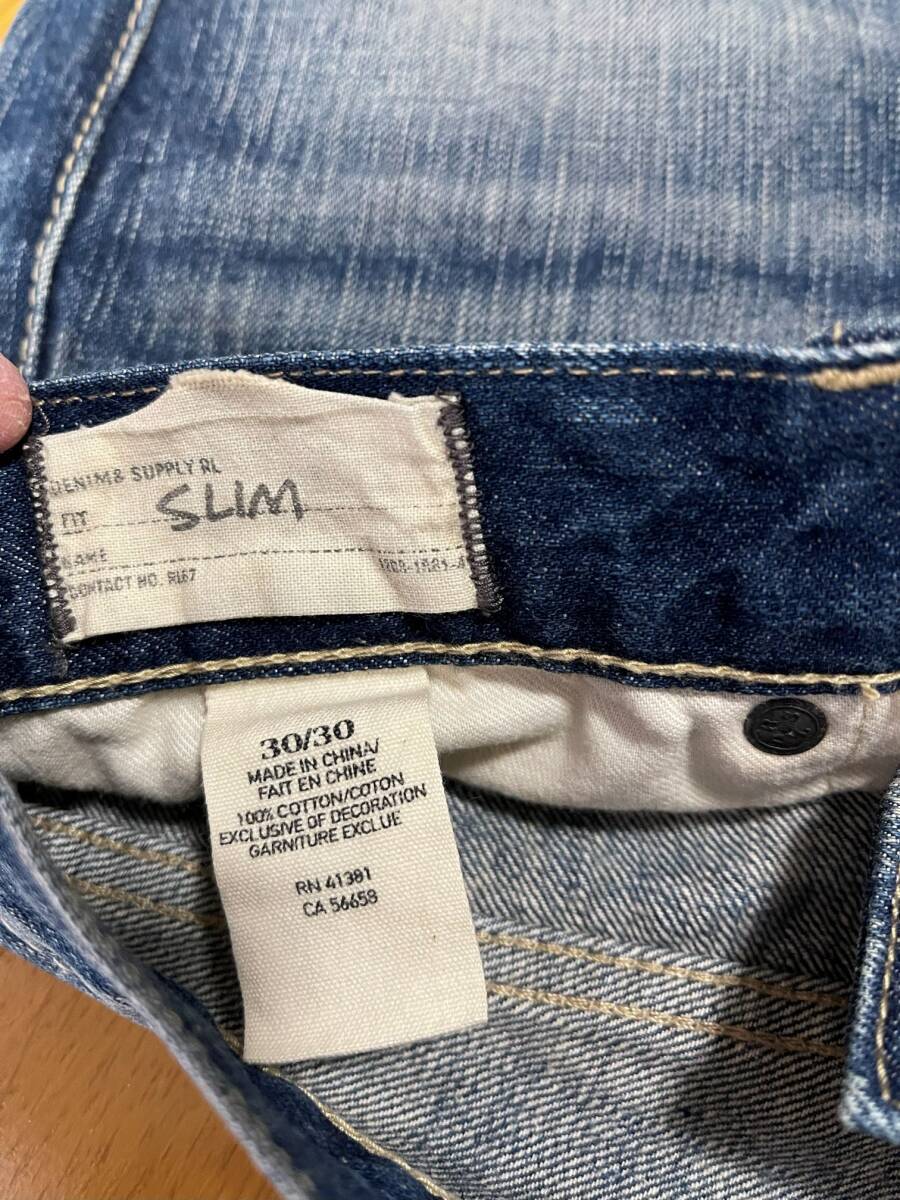 DENIM& SUPPLY RL
FIT SLIM
NAME
CONTACT NO. RL67
30/30
MADE IN CHINA/
FAIT EN CHINE
100% COTTON/COTON
EXCLUSIVE OF DECORATION
GARNITURE EXCLUE
RN 41381
CA 56658